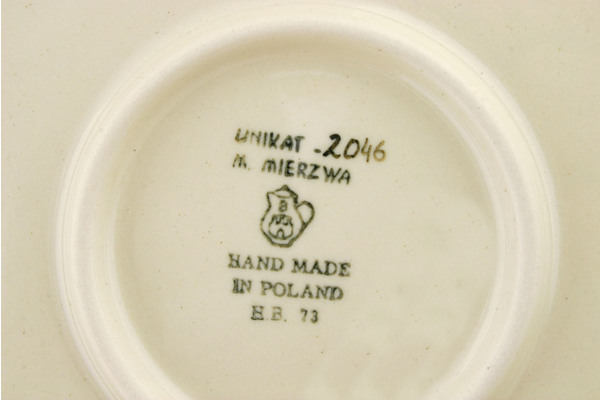 UNIKAT - 2046
M. MIERZWA
B
HAND MADE
IN POLAND
H.B. 73